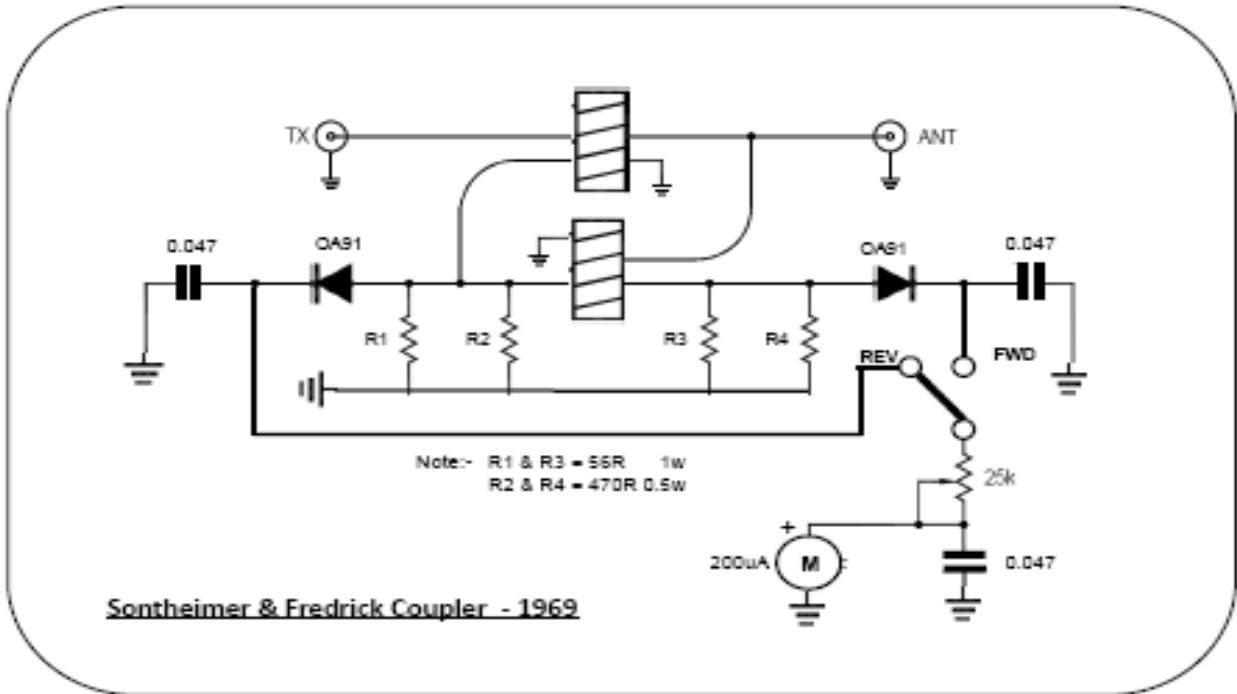 TX
ANT
0.047
OA91
OA91
0.047
R1
R2
R3
R4
REV
FWD
Note:- R1 & R3 = 56R 1w
R2 & R4 = 470R 0.5w
25k
+
200uA
M
0.047
Sontheimer & Fredrick Coupler - 1969